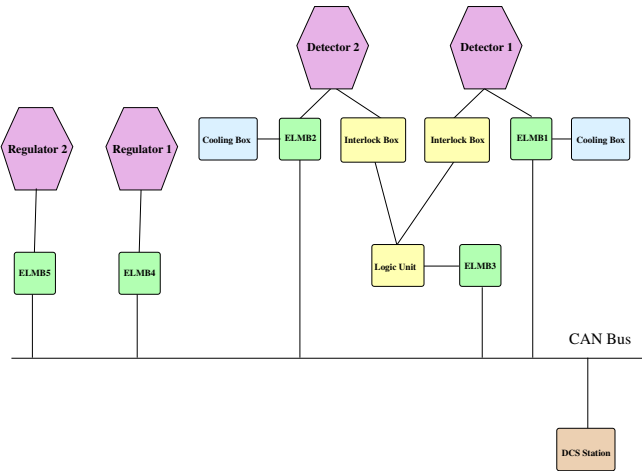 Detector 2
Detector 1
Regulator 2
Regulator 1
Cooling Box
ELMB2
Interlock Box
Interlock Box
ELMB1
Cooling Box
ELMB5
ELMB4
Logic Unit
ELMB3
CAN Bus
DCS Station